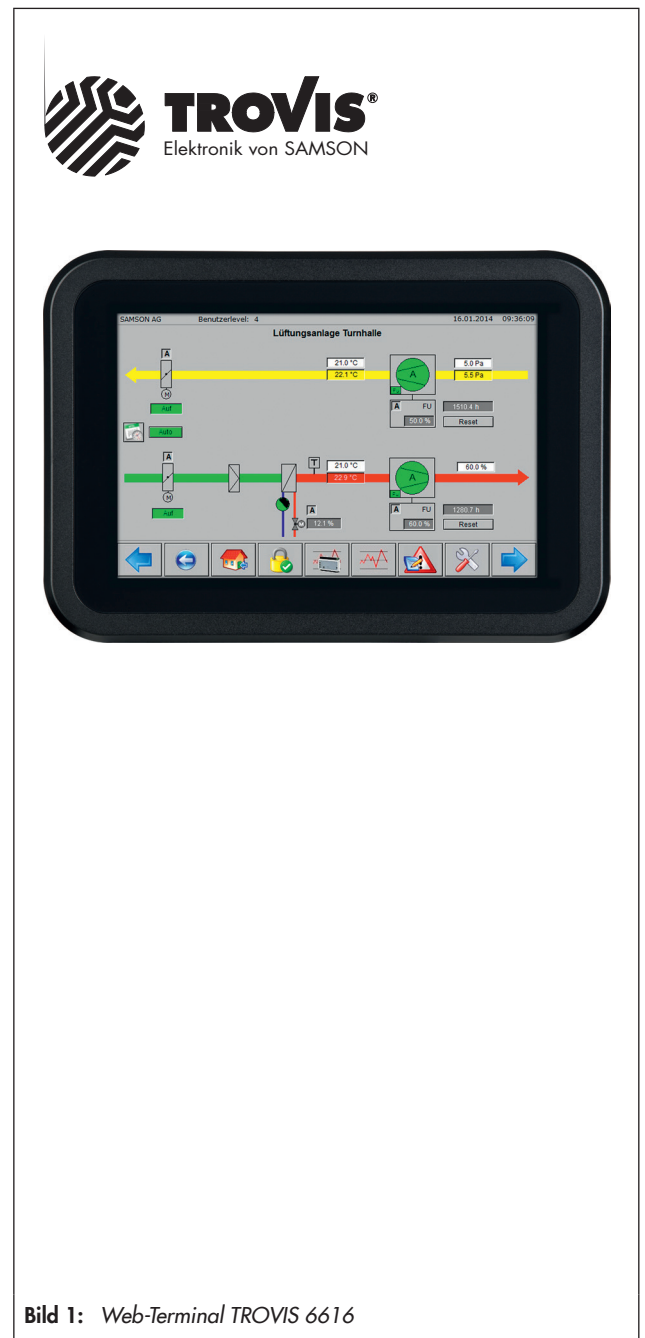 TROVIS®
Elektronik von SAMSON
SAMSON AG Benutzerlevel: 4 16.01.2014 09:36:09
Lüftungsanlage Turnhalle
A
21.0 °C 5.0 Pa
22.1 °C A 5.5 Pa
M
Auf A FU 1510.4 h
50.0 % Reset
Auto
A
T 21.0 °C 60.0 %
22.9 °C A
M
Auf A A FU 1280.7 h
12.1 % 60.0 % Reset
Bild 1: Web-Terminal TROVIS 6616